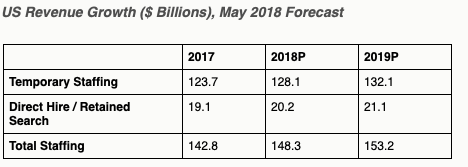 US Revenue Growth ($ Billions), May 2018 Forecast
2017 2018P 2019P
Temporary Staffing 123.7 128.1 132.1
Direct Hire / Retained 19.1 20.2 21.1
Search
Total Staffing 142.8 148.3 153.2